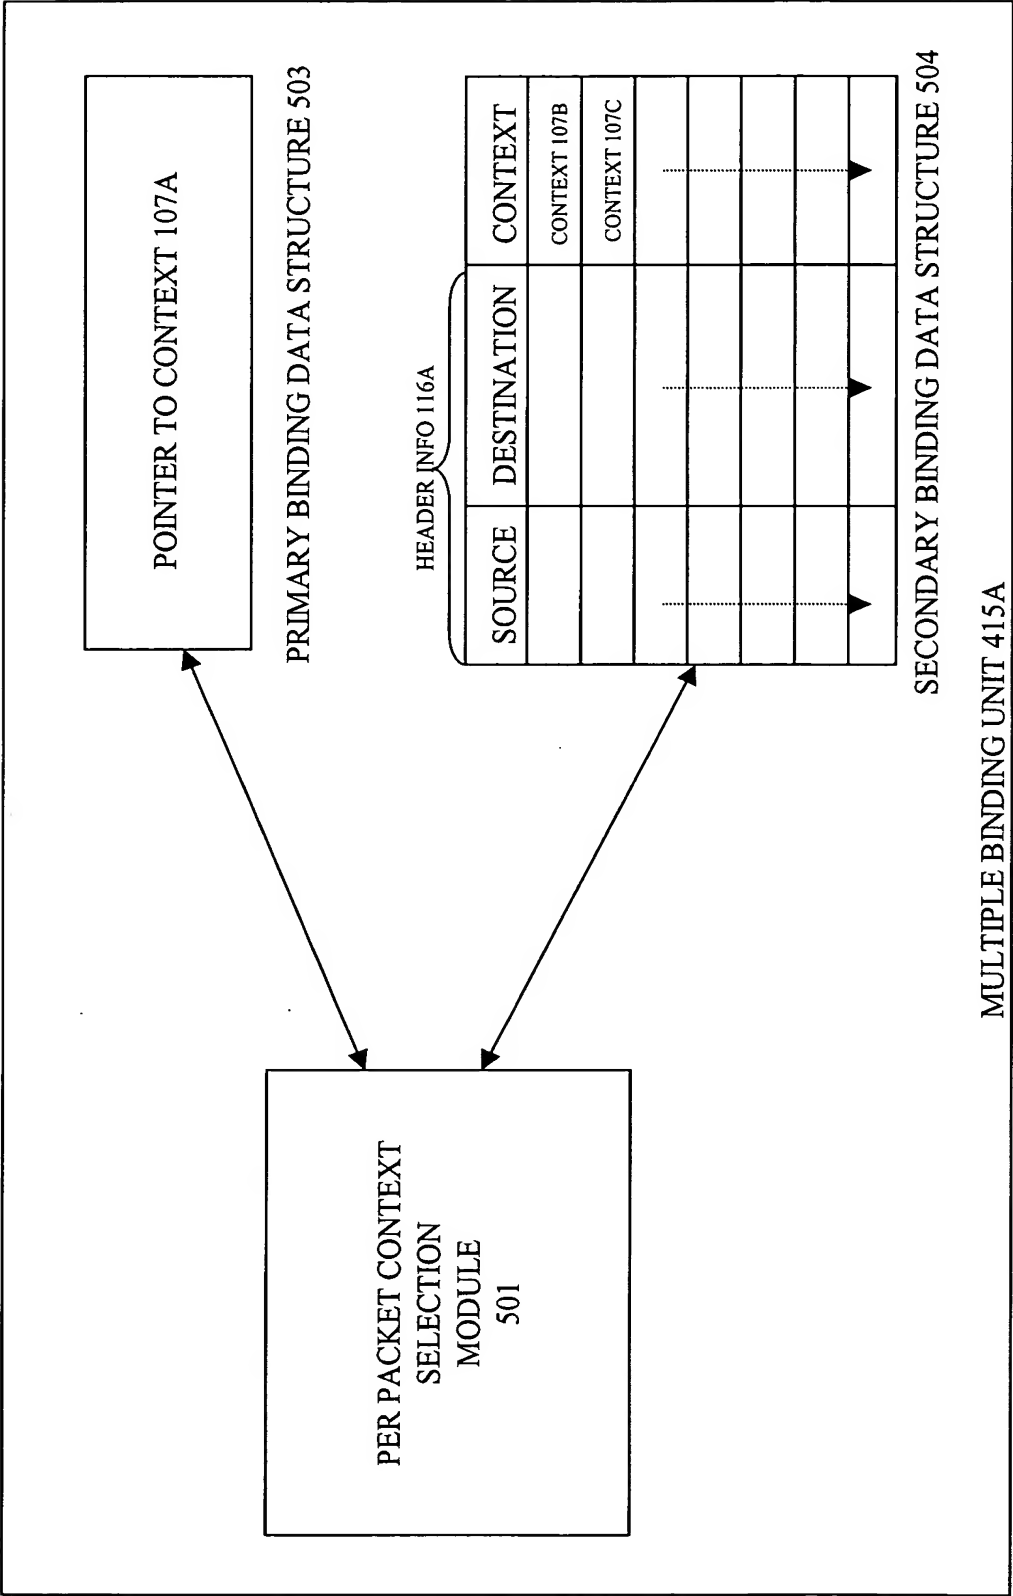 POINTER TO CONTEXT 107A
PRIMARY BINDING DATA STRUCTURE 503
HEADER INFO 116A
SOURCE DESTINATION CONTEXT
CONTEXT 107B
CONTEXT 107C
SECONDARY BINDING DATA STRUCTURE 504
PER PACKET CONTEXT
SELECTION
MODULE
501
MULTIPLE BINDING UNIT 415A